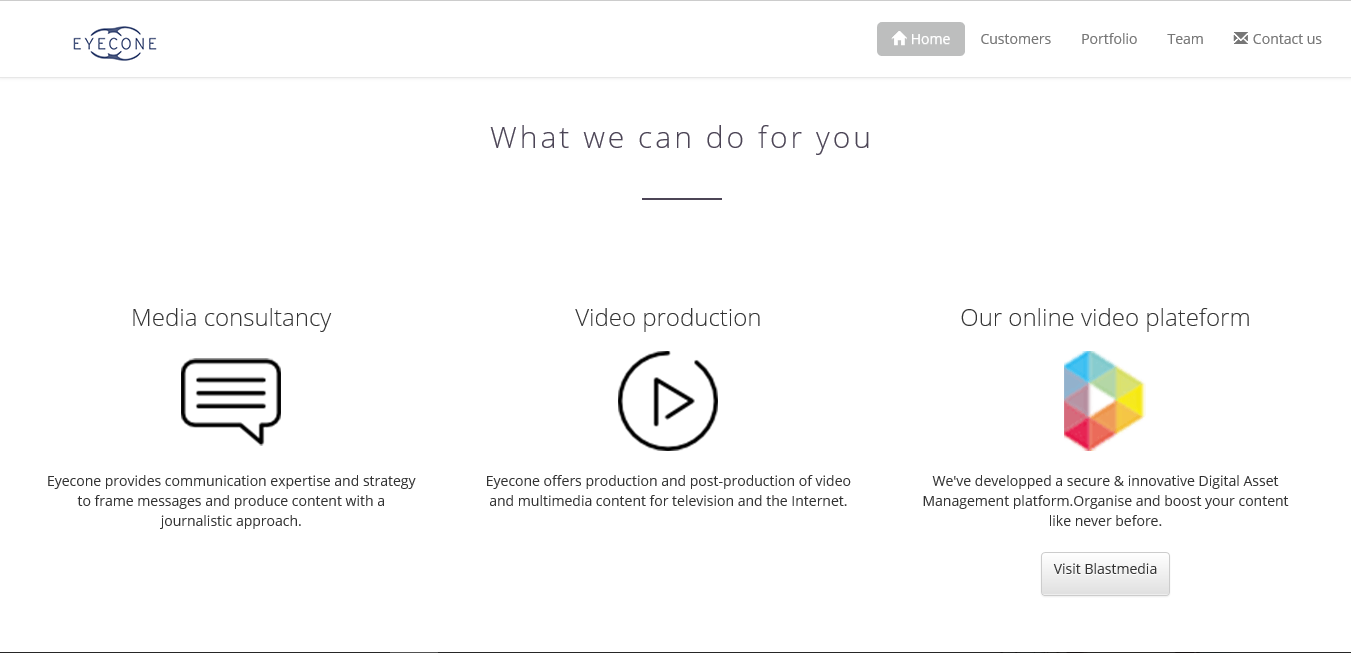 EYECONE
Home
Customers
Portfolio
Team
Contact us
What we can do for you
Media consultancy
Video production
Our online video plateform
Eyecone provides communication expertise and strategy
to frame messages and produce content with a
journalistic approach.
Eyecone offers production and post-production of video
and multimedia content for television and the Internet.
We've developped a secure & innovative Digital Asset
Management platform.Organise and boost your content
like never before.
Visit Blastmedia